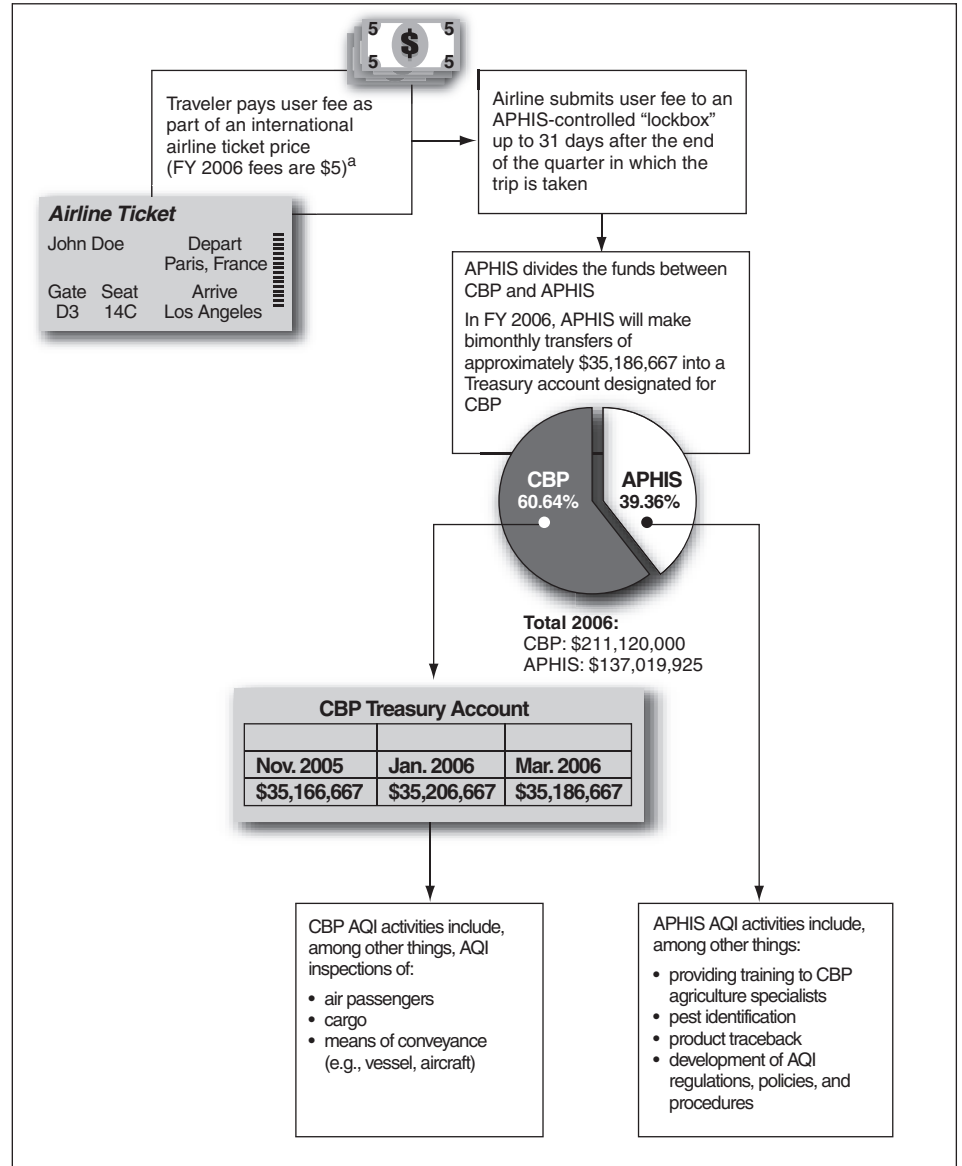 5 5
$
5 5
Traveler pays user fee as
part of an international
airline ticket price
(FY 2006 fees are $5)a
Airline submits user fee to an
APHIS-controlled “lockbox”
up to 31 days after the end
of the quarter in which the
trip is taken
Airline Ticket
John Doe Depart
Paris, France
Gate Seat Arrive
D3 14C Los Angeles
APHIS divides the funds between
CBP and APHIS
In FY 2006, APHIS will make
bimonthly transfers of
approximately $35,186,667 into a
Treasury account designated for
CBP
CBP APHIS
60.64% 39.36%
Total 2006:
CBP: $211,120,000
APHIS: $137,019,925
CBP Treasury Account
Nov. 2005 Jan. 2006 Mar. 2006
$35,166,667 $35,206,667 $35,186,667
CBP AQI activities include,
among other things, AQI
inspections of:
• air passengers
• cargo
• means of conveyance
(e.g., vessel, aircraft)
APHIS AQI activities include,
among other things:
• providing training to CBP
agriculture specialists
• pest identification
• product traceback
• development of AQI
regulations, policies, and
procedures